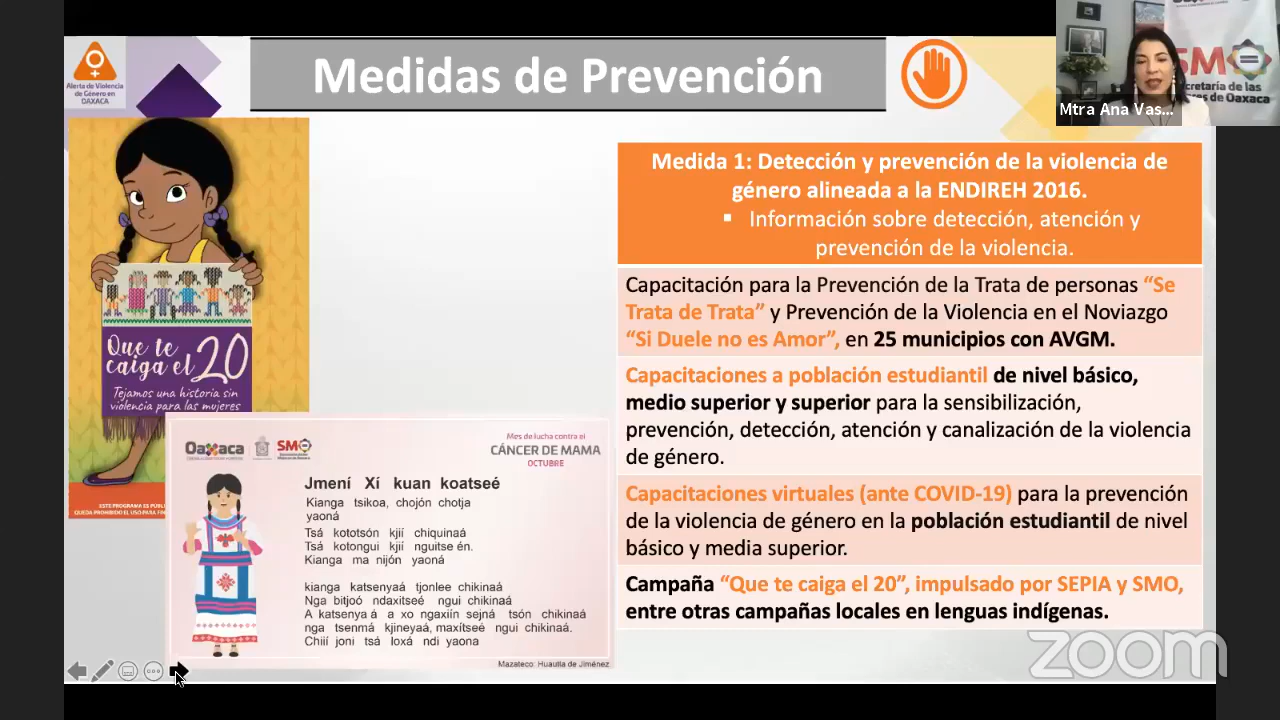 Alerta de Violencia
de Género en
OAXACA
Medidas de Prevención
SMO
Secretaría de las
de Oaxaca
Mtra Ana Vas...
Que te
caiga el 20
Tejamos una historia sin
violencia para las mujeres
ESTE PROGRAMA ES
QUEDA PROHIBIDO EL USO PARA
Oaxaca
SMO
Mes de lucha contra el
CÁNCER DE MAMA
OCTUBRE
Jmení Xí kuan koatseé
Kianga tsikoa, chojón chotja
yaoná
Tsá kototsón kjií chiquinaá
Tsá kotongui kjií nguitse én.
Kianga ma nijón yaoná
kianga katsenyaá tjonlee chikinaá
Nga bitjoó ndaxitseé ngui chikinaá
A katsenya á a xo ngaxiín sejná tsón chikinaá
nga tsenmá kjineyaá, maxítseé ngui chikinaá.
Chíií joni tsá loxá ndi yaona
Mazateco: Huautla de Jiménez
Medida 1: Detección y prevención de la violencia de
género alineada a la ENDIREH 2016.
▪ Información sobre detección, atención y
prevención de la violencia.
Capacitación para la Prevención de la Trata de personas “Se
Trata de Trata” y Prevención de la Violencia en el Noviazgo
“Si Duele no es Amor”, en 25 municipios con AVGM.
Capacitaciones a población estudiantil de nivel básico,
medio superior y superior para la sensibilización,
prevención, detección, atención y canalización de la violencia
de género.
Capacitaciones virtuales (ante COVID-19) para la prevención
de la violencia de género en la población estudiantil de nivel
básico y media superior.
Campaña “Que te caiga el 20”, impulsado por SEPIA y SMO,
entre otras campañas locales en lenguas indígenas.
zoom